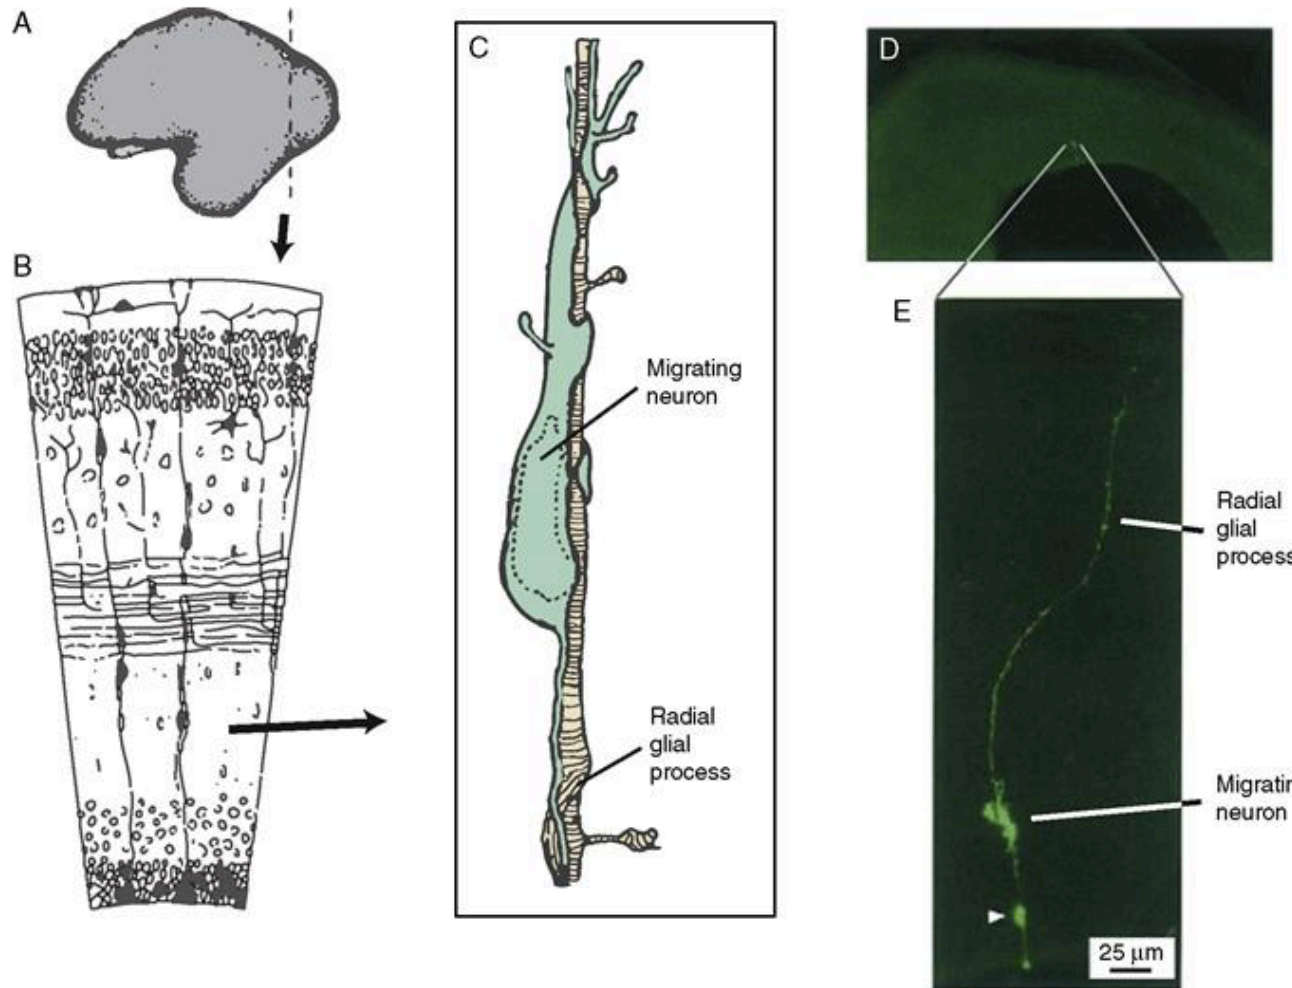 A
B
C
Migrating
neuron
Radial
glial
process
D
E
Radial
glial
process
Migratin
neuron
25 μm